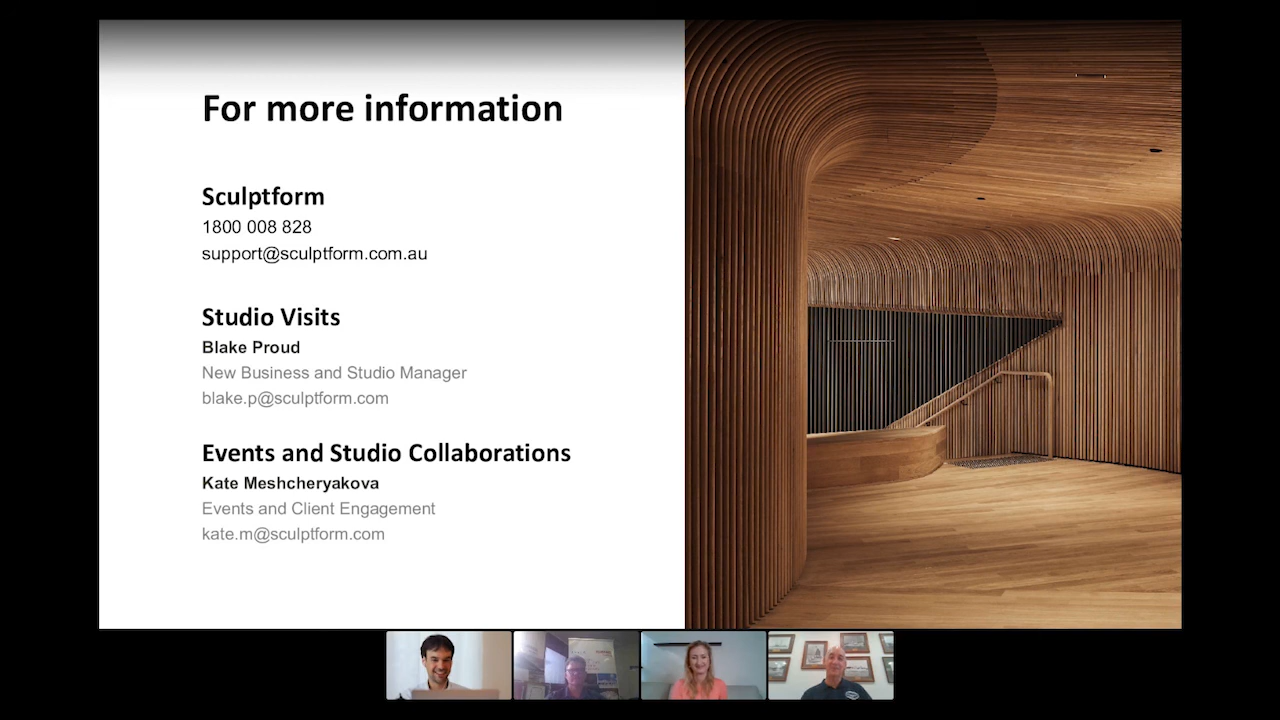 For more information
Sculptform
1800 008 828
support@sculptform.com.au
Studio Visits
Blake Proud
New Business and Studio Manager
blake.p@sculptform.com
Events and Studio Collaborations
Kate Meshcheryakova
Events and Client Engagement
kate.m@sculptform.com